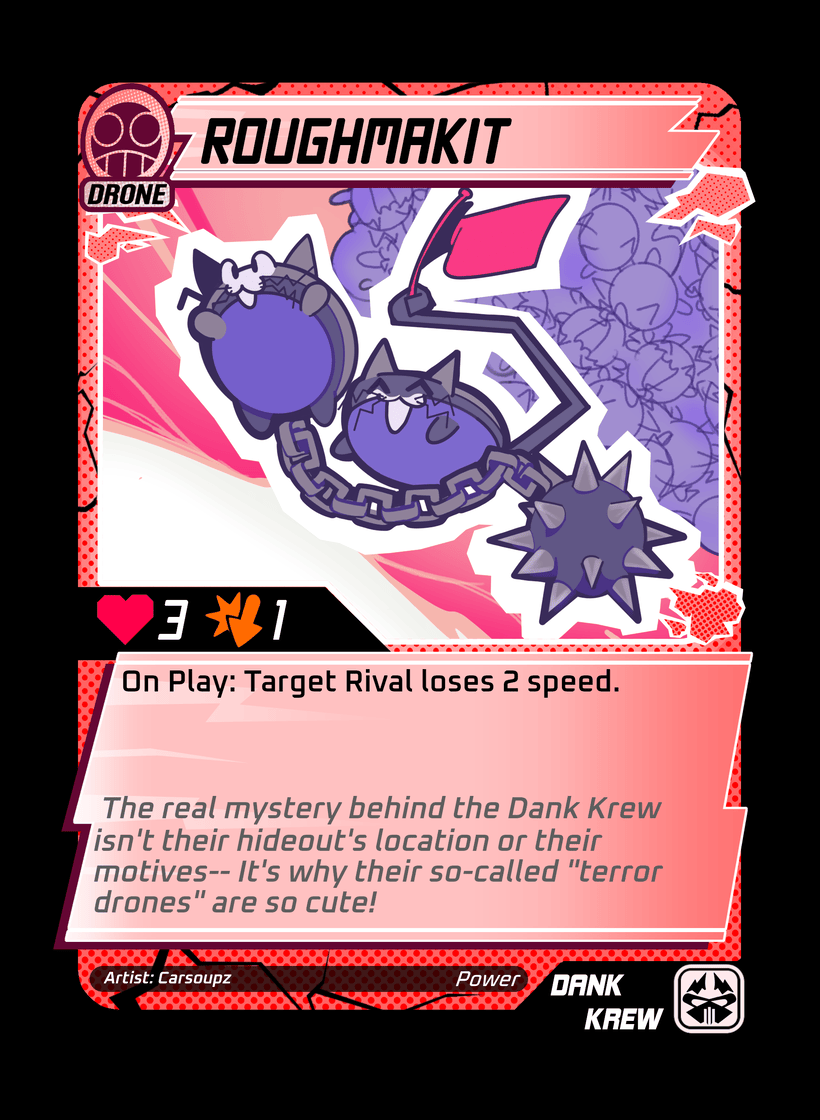 ROUGHMAKIT
DRONE
3 1
On Play: Target Rival loses 2 speed.
The real mystery behind the Dank Krew
isn't their hideout's location or their
motives-- It's why their so-called "terror
drones" are so cute!
Artist: Carsoupz
Power
DANK
KREW